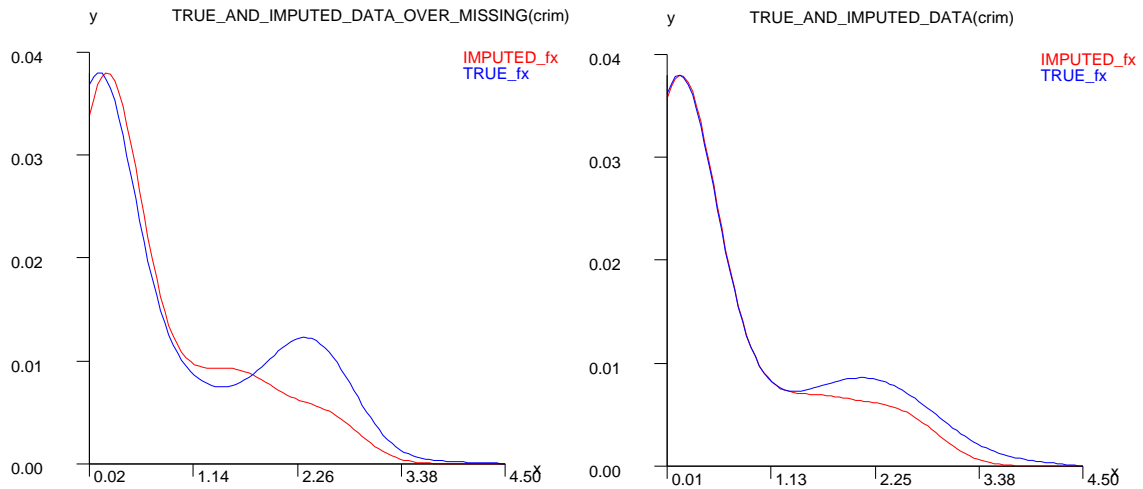 y TRUE_AND_IMPUTED_DATA_OVER_MISSING(crim)
IMPUTED_fx
TRUE_fx
0.04
0.03
0.02
0.01
0.00
0.02 1.14 2.26 3.38 4.50 x
y TRUE_AND_IMPUTED_DATA(crim)
IMPUTED_fx
TRUE_fx
0.04
0.03
0.02
0.01
0.00
0.01 1.13 2.25 3.38 4.50 x